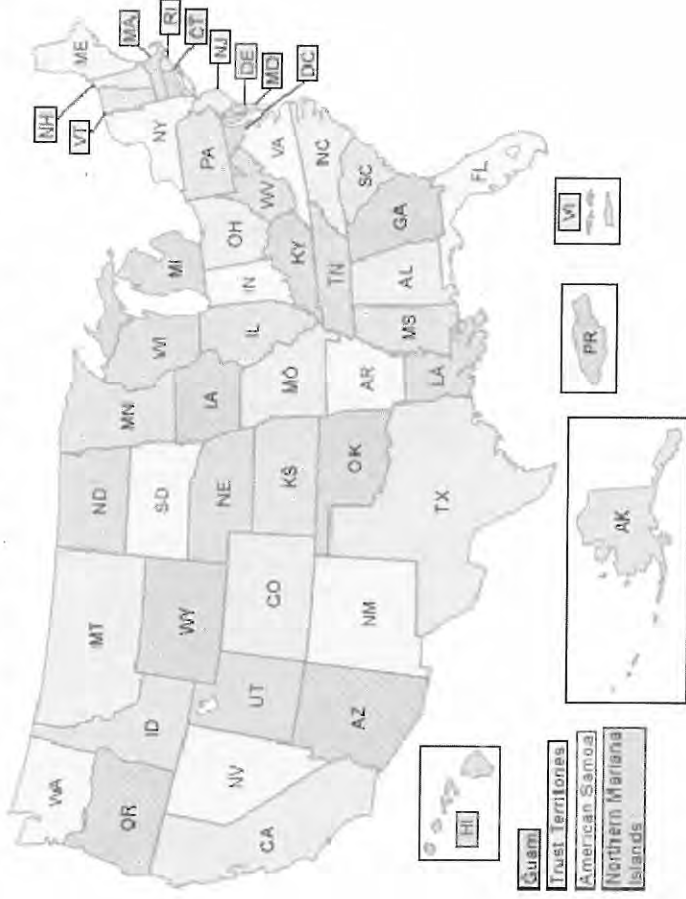 WA
OR
CA
NV
ID
MT
WY
UT
AZ
CO
NM
ND
SD
NE
KS
OK
TX
MN
IA
MO
AR
LA
WI
IL
MI
IN
OH
KY
TN
MS
AL
GA
FL
SC
NC
VA
WV
PA
NY
VT
NH
ME
MA
RI
CT
NJ
DE
MD
DC
HI
AK
PR
VI
Guam
Trust Territories
American Samoa
Northern Mariana
Islands